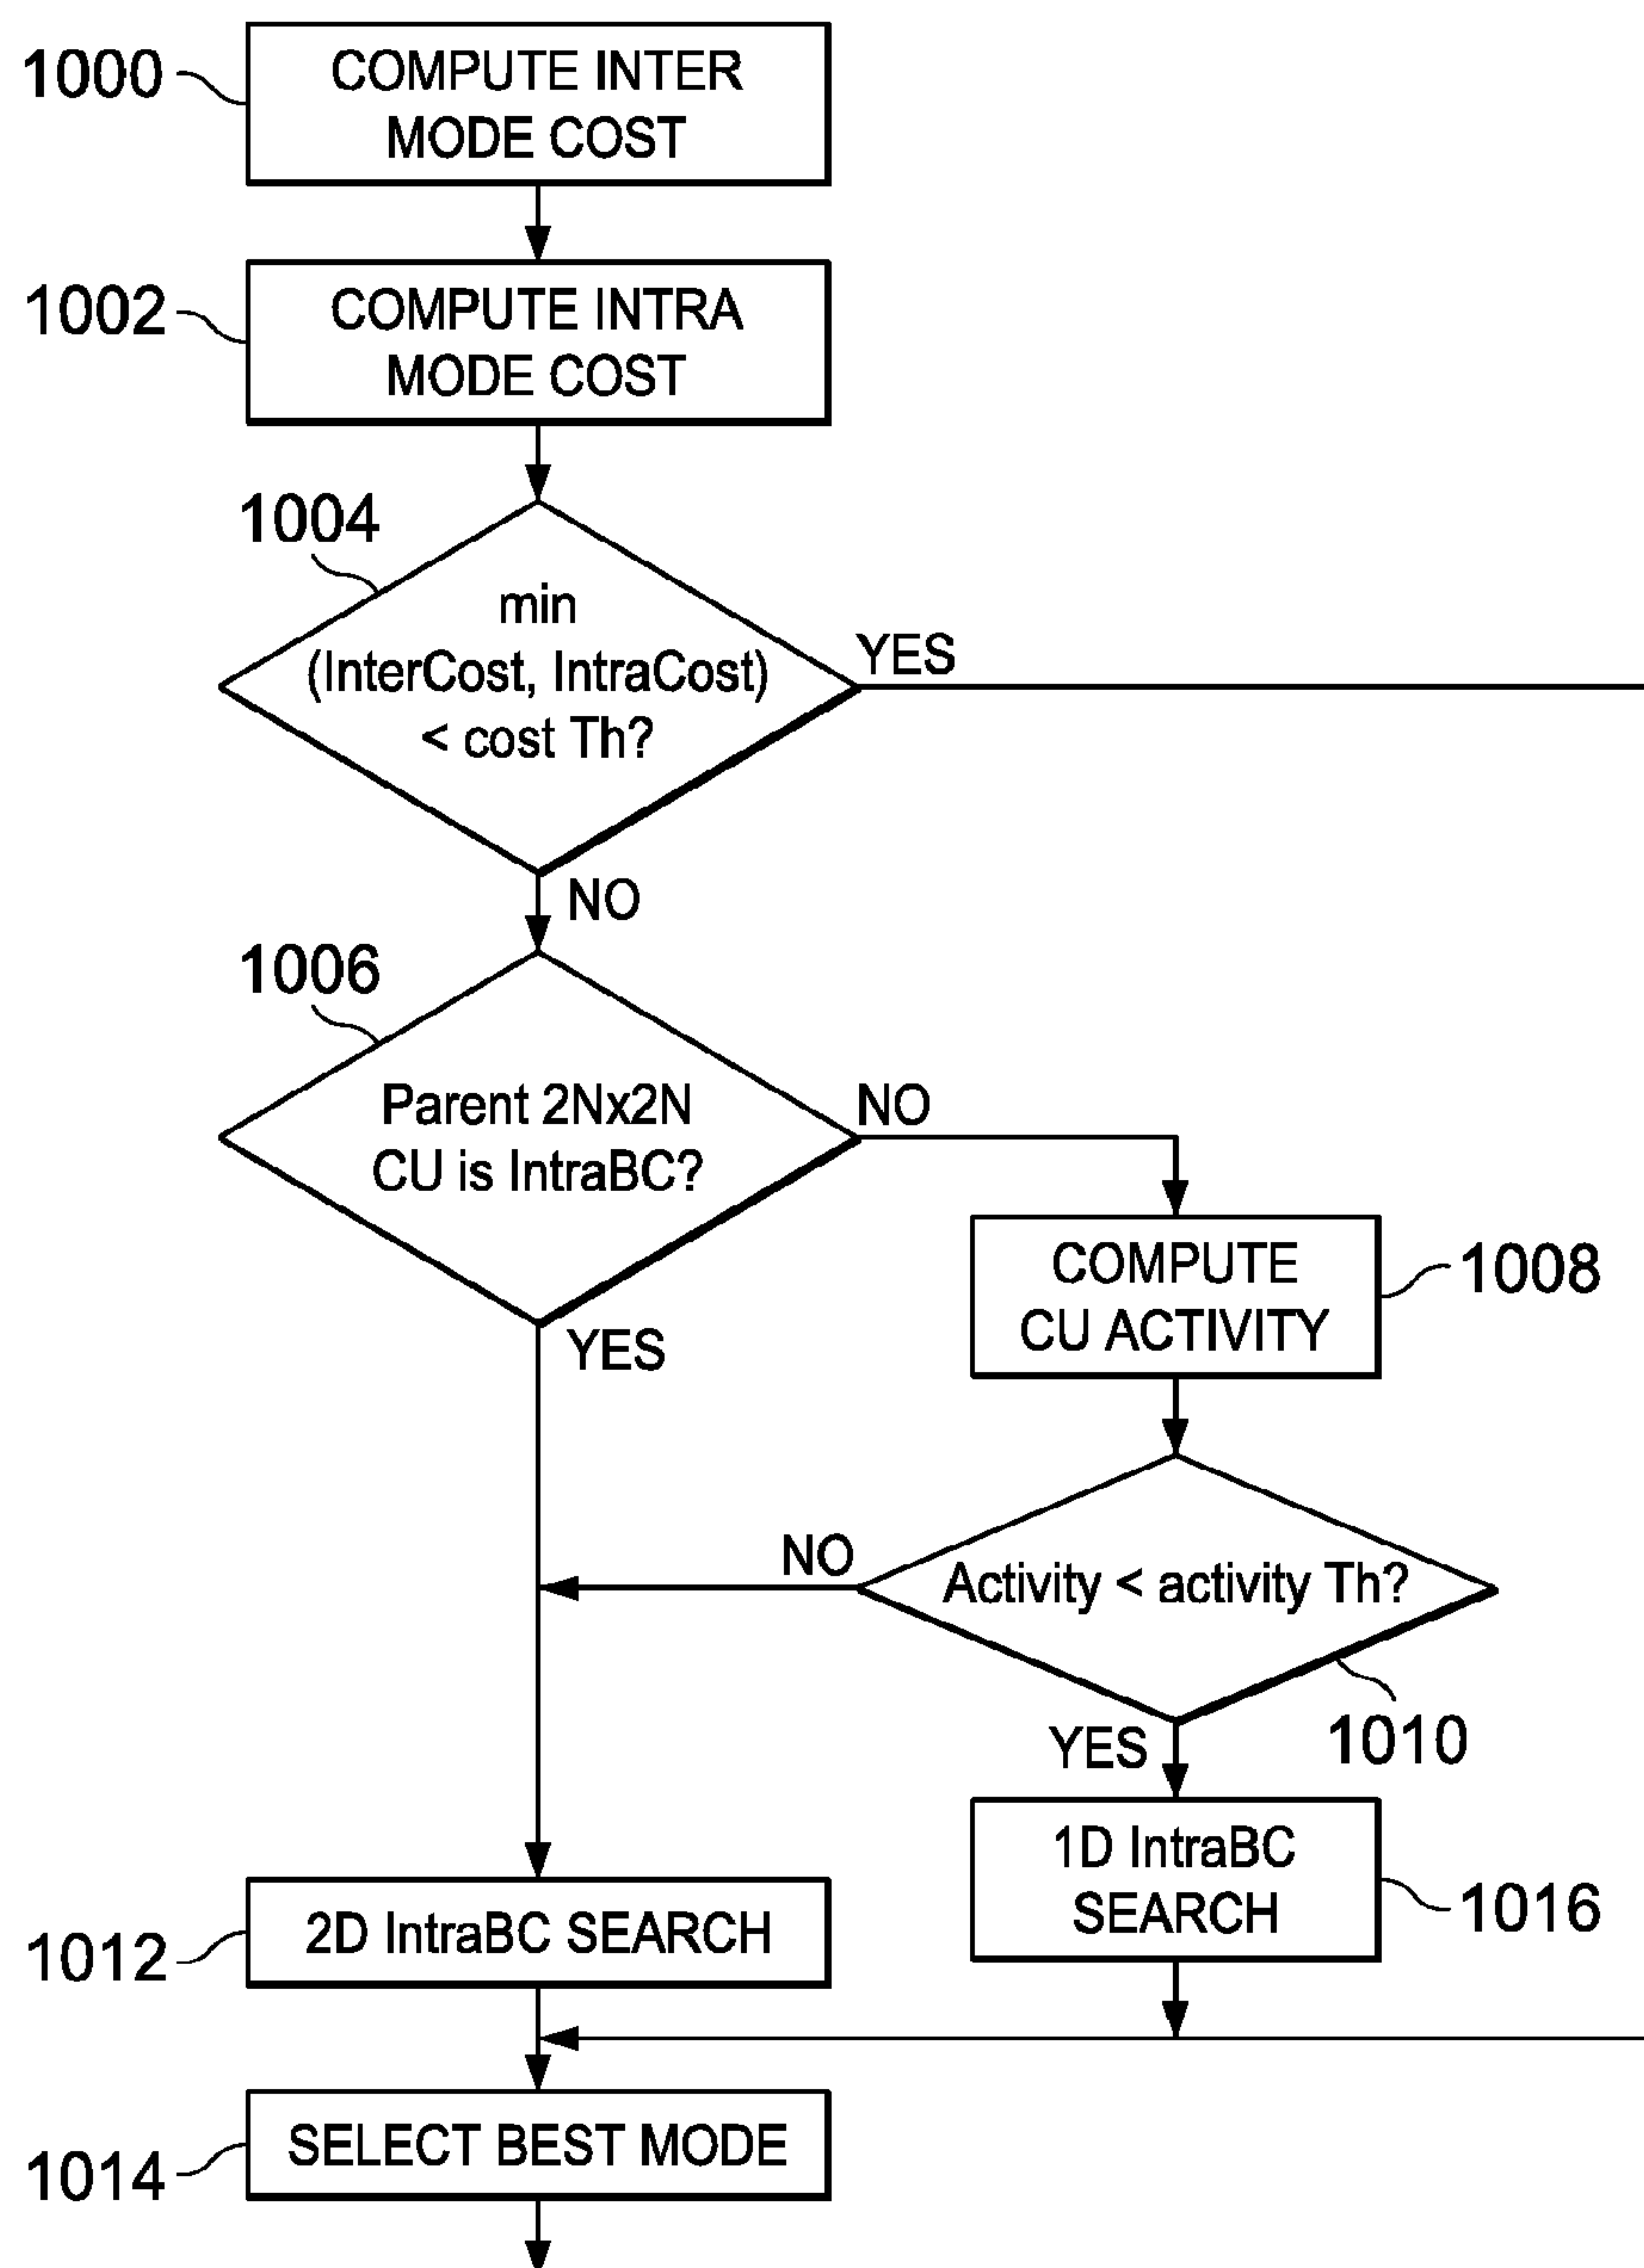 1000
COMPUTE INTER
MODE COST
1002
COMPUTE INTRA
MODE COST
1004
min
(InterCost, IntraCost)
< cost Th?
YES
NO
1006
Parent 2Nx2N
CU is IntraBC?
NO
YES
COMPUTE
CU ACTIVITY
1008
NO
Activity < activity Th?
1010
YES
1D IntraBC
SEARCH
1016
2D IntraBC SEARCH
1012
SELECT BEST MODE
1014